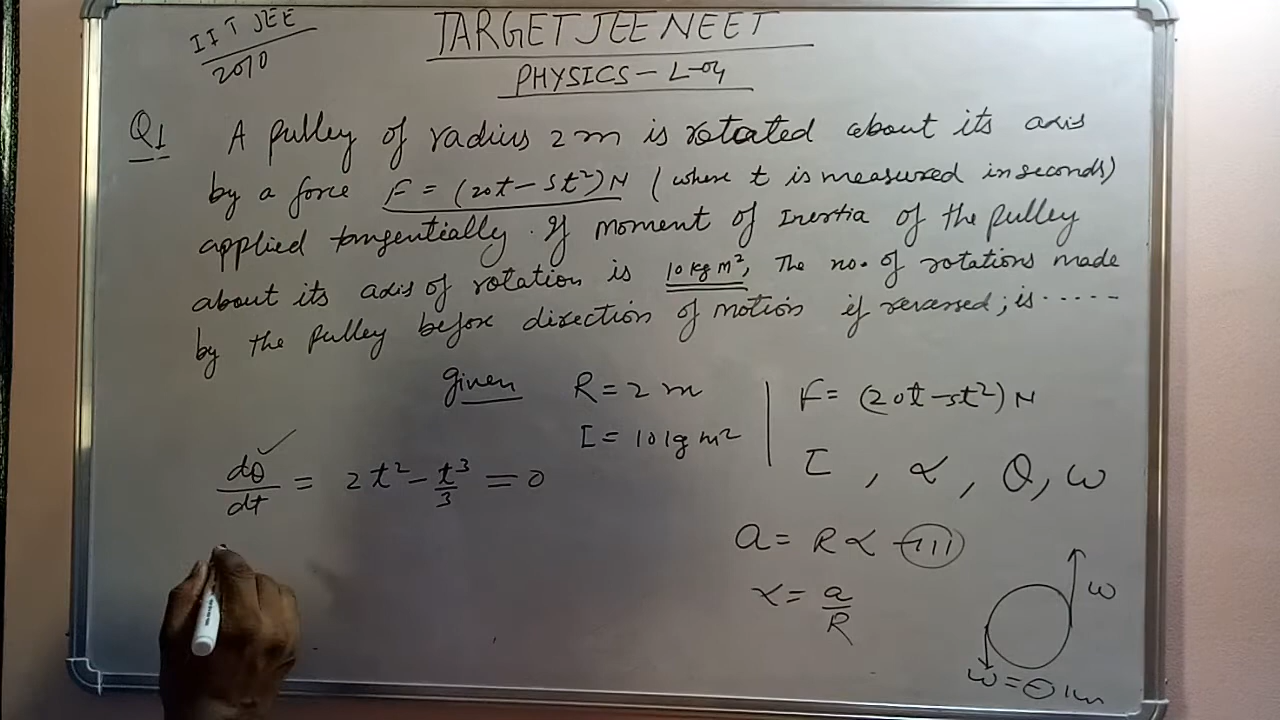 IIT JEE
2010
TARGET JEE NEET
PHYSICS - L-04
Q1 A pulley of radius 2 m is rotated about its axis
by a force F = (20t - 5t²) N (where t is measured in seconds)
applied tangentially. If moment of Inertia of the pulley
about its axis of rotation is 10 kg m², The no. of rotations made
by the pulley before direction of motion if reversed; is ......
given R = 2 m
I = 10 kg m²
F = (20t - 5t²) N
I, α, θ, ω
dθ/dt = 2t² - t³/3 = 0
a = Rα - (iii)
α = a/R
ω